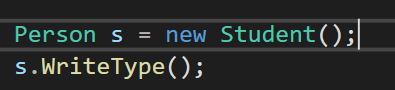 Person s = new Student();
s.WriteType();